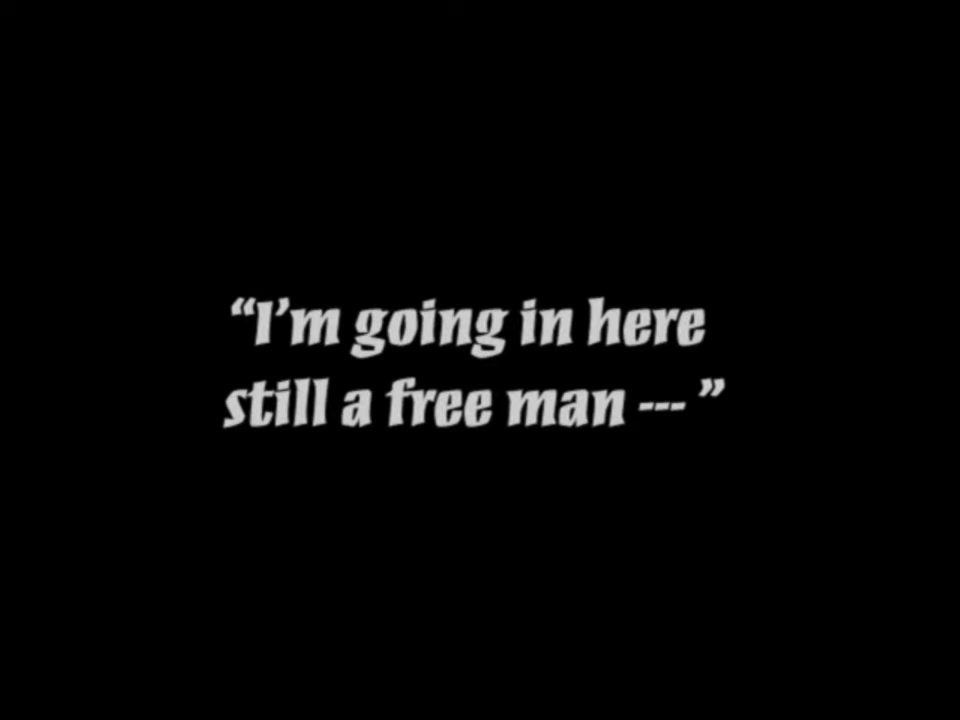 “I’m going in here
still a free man --- ”